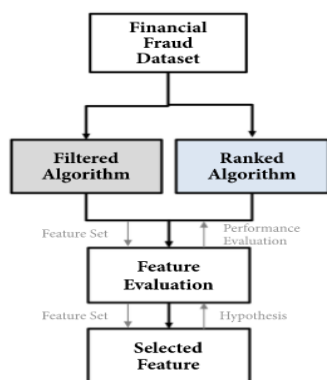 Financial
Fraud
Dataset
Filtered
Algorithm
Ranked
Algorithm
Feature Set
Performance
Evaluation
Feature
Evaluation
Feature Set
Hypothesis
Selected
Feature